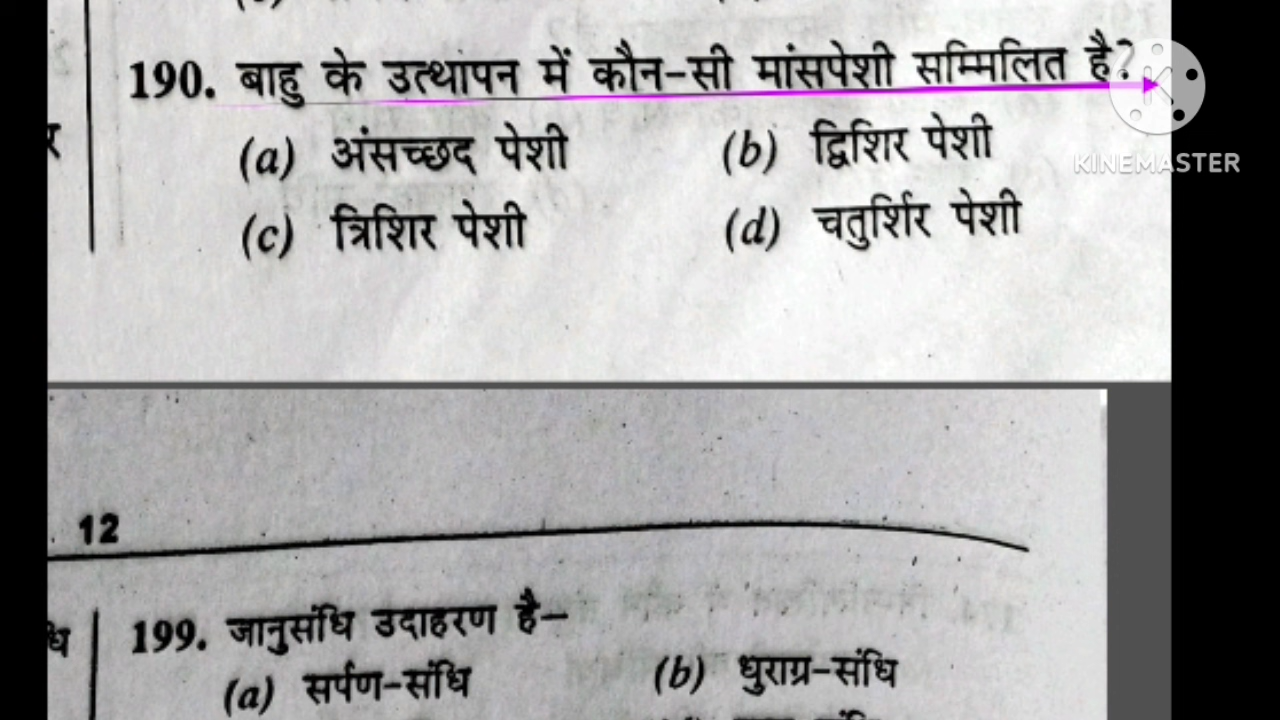 190. बाहु के उत्थापन में कौन-सी मांसपेशी सम्मिलित है?
(a) अंसच्छद पेशी (b) द्विशिर पेशी
KINEMASTER
(c) त्रिशिर पेशी (d) चतुर्शिर पेशी
12
199. जानुसंधि उदाहरण है–
(a) सर्पण-संधि (b) धुराग्र-संधि